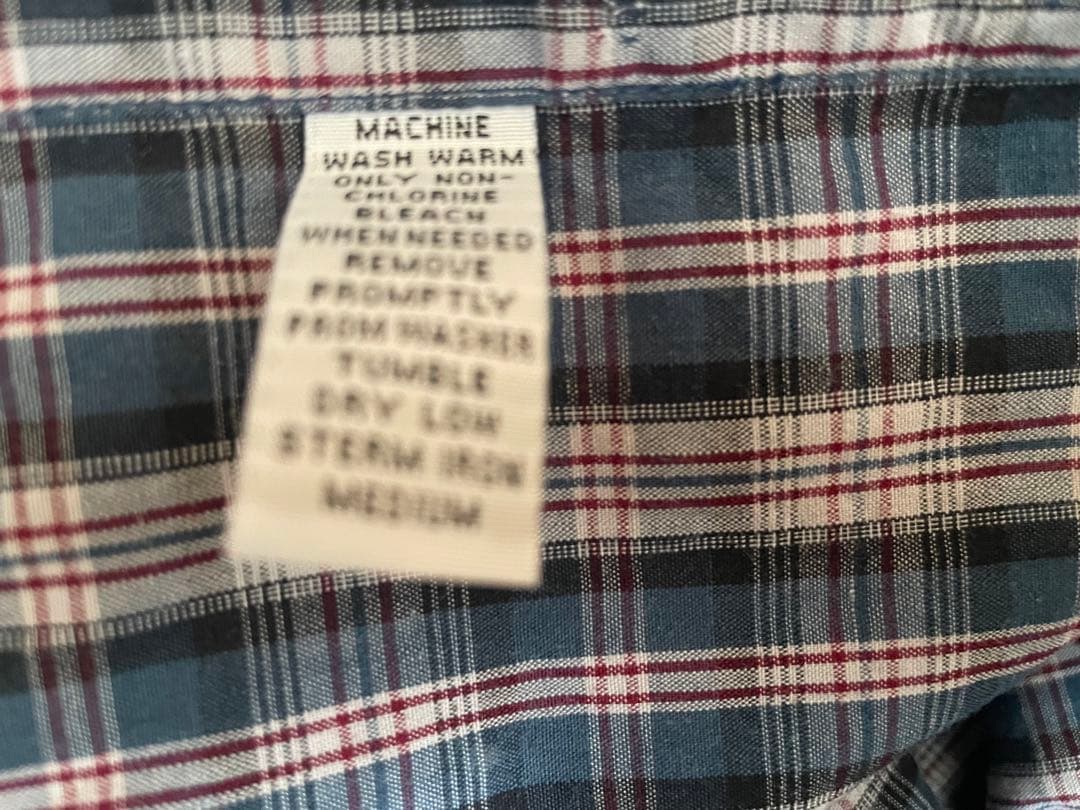 MACHINE
WASH WARM
ONLY NON-
CHLORINE
BLEACH
WHEN NEEDED
REMOVE
PROMPTLY
FROM WASHER
TUMBLE
DRY LOW
STEAM IRON
MEDIUM